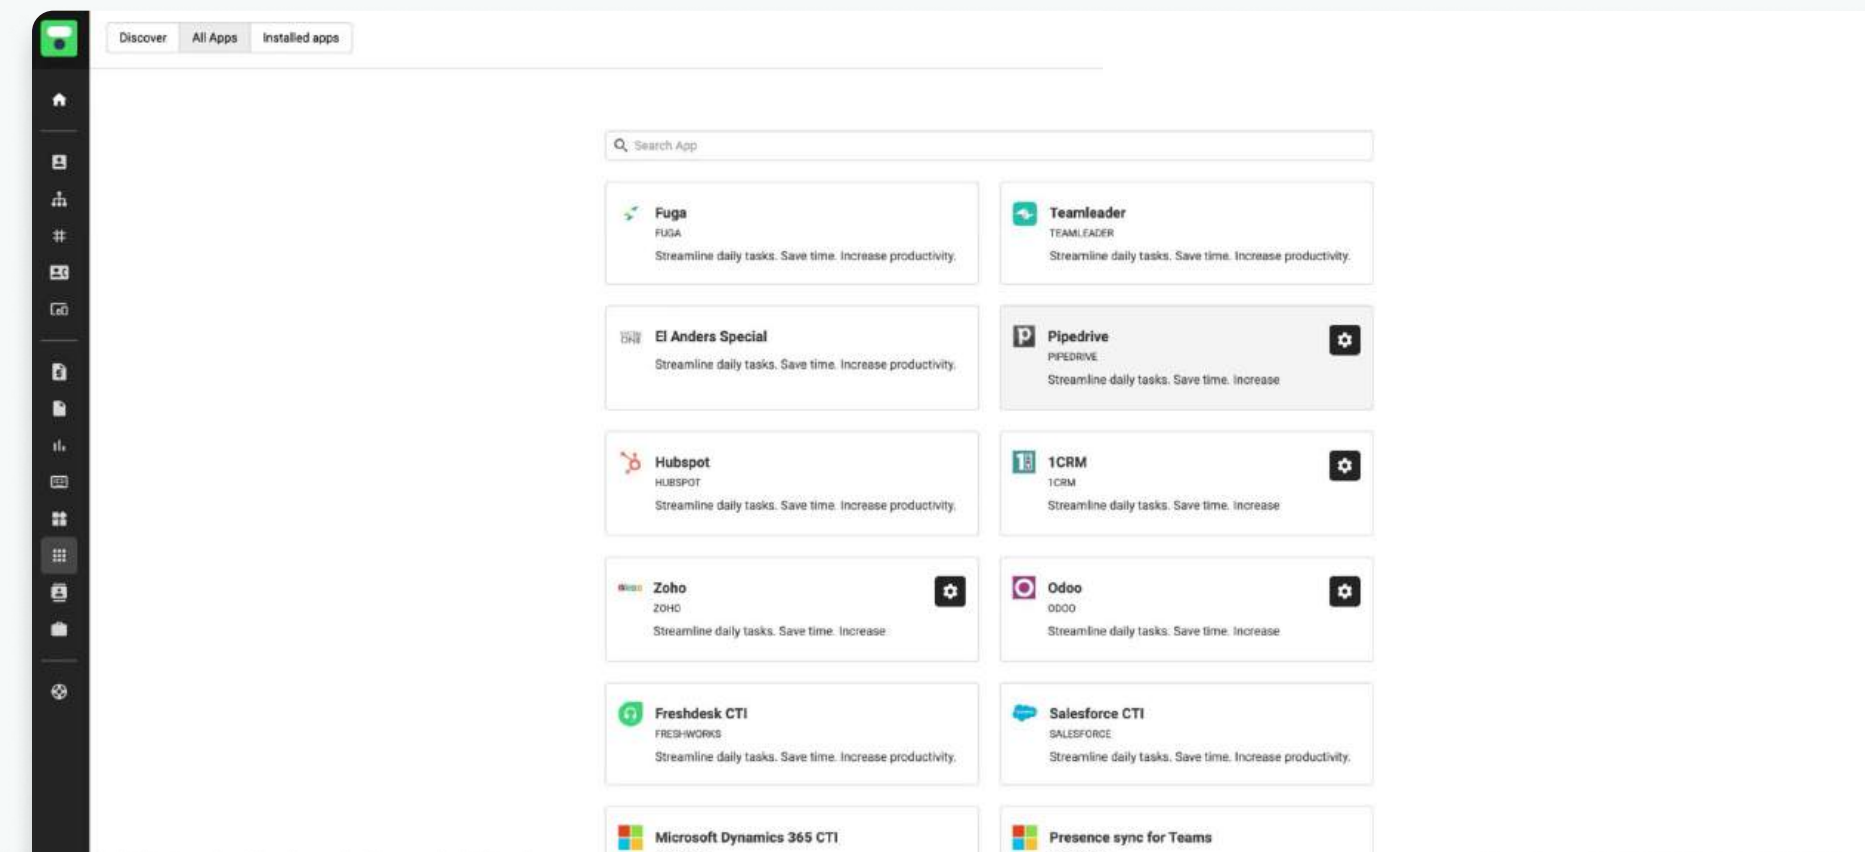 Discover All Apps Installed apps
Search App
Fuga
FUGA
Streamline daily tasks. Save time. Increase productivity.
Teamleader
TEAMLEADER
Streamline daily tasks. Save time. Increase productivity.
El Anders Special
Streamline daily tasks. Save time. Increase productivity.
Pipedrive
PIPEDRIVE
Streamline daily tasks. Save time. Increase
Hubspot
HUBSPOT
Streamline daily tasks. Save time. Increase productivity.
1CRM
1CRM
Streamline daily tasks. Save time. Increase
Zoho
ZOHO
Streamline daily tasks. Save time. Increase
Odoo
ODOO
Streamline daily tasks. Save time. Increase
Freshdesk CTI
FRESHWORKS
Streamline daily tasks. Save time. Increase productivity.
Salesforce CTI
SALESFORCE
Streamline daily tasks. Save time. Increase productivity.
Microsoft Dynamics 365 CTI
Presence sync for Teams